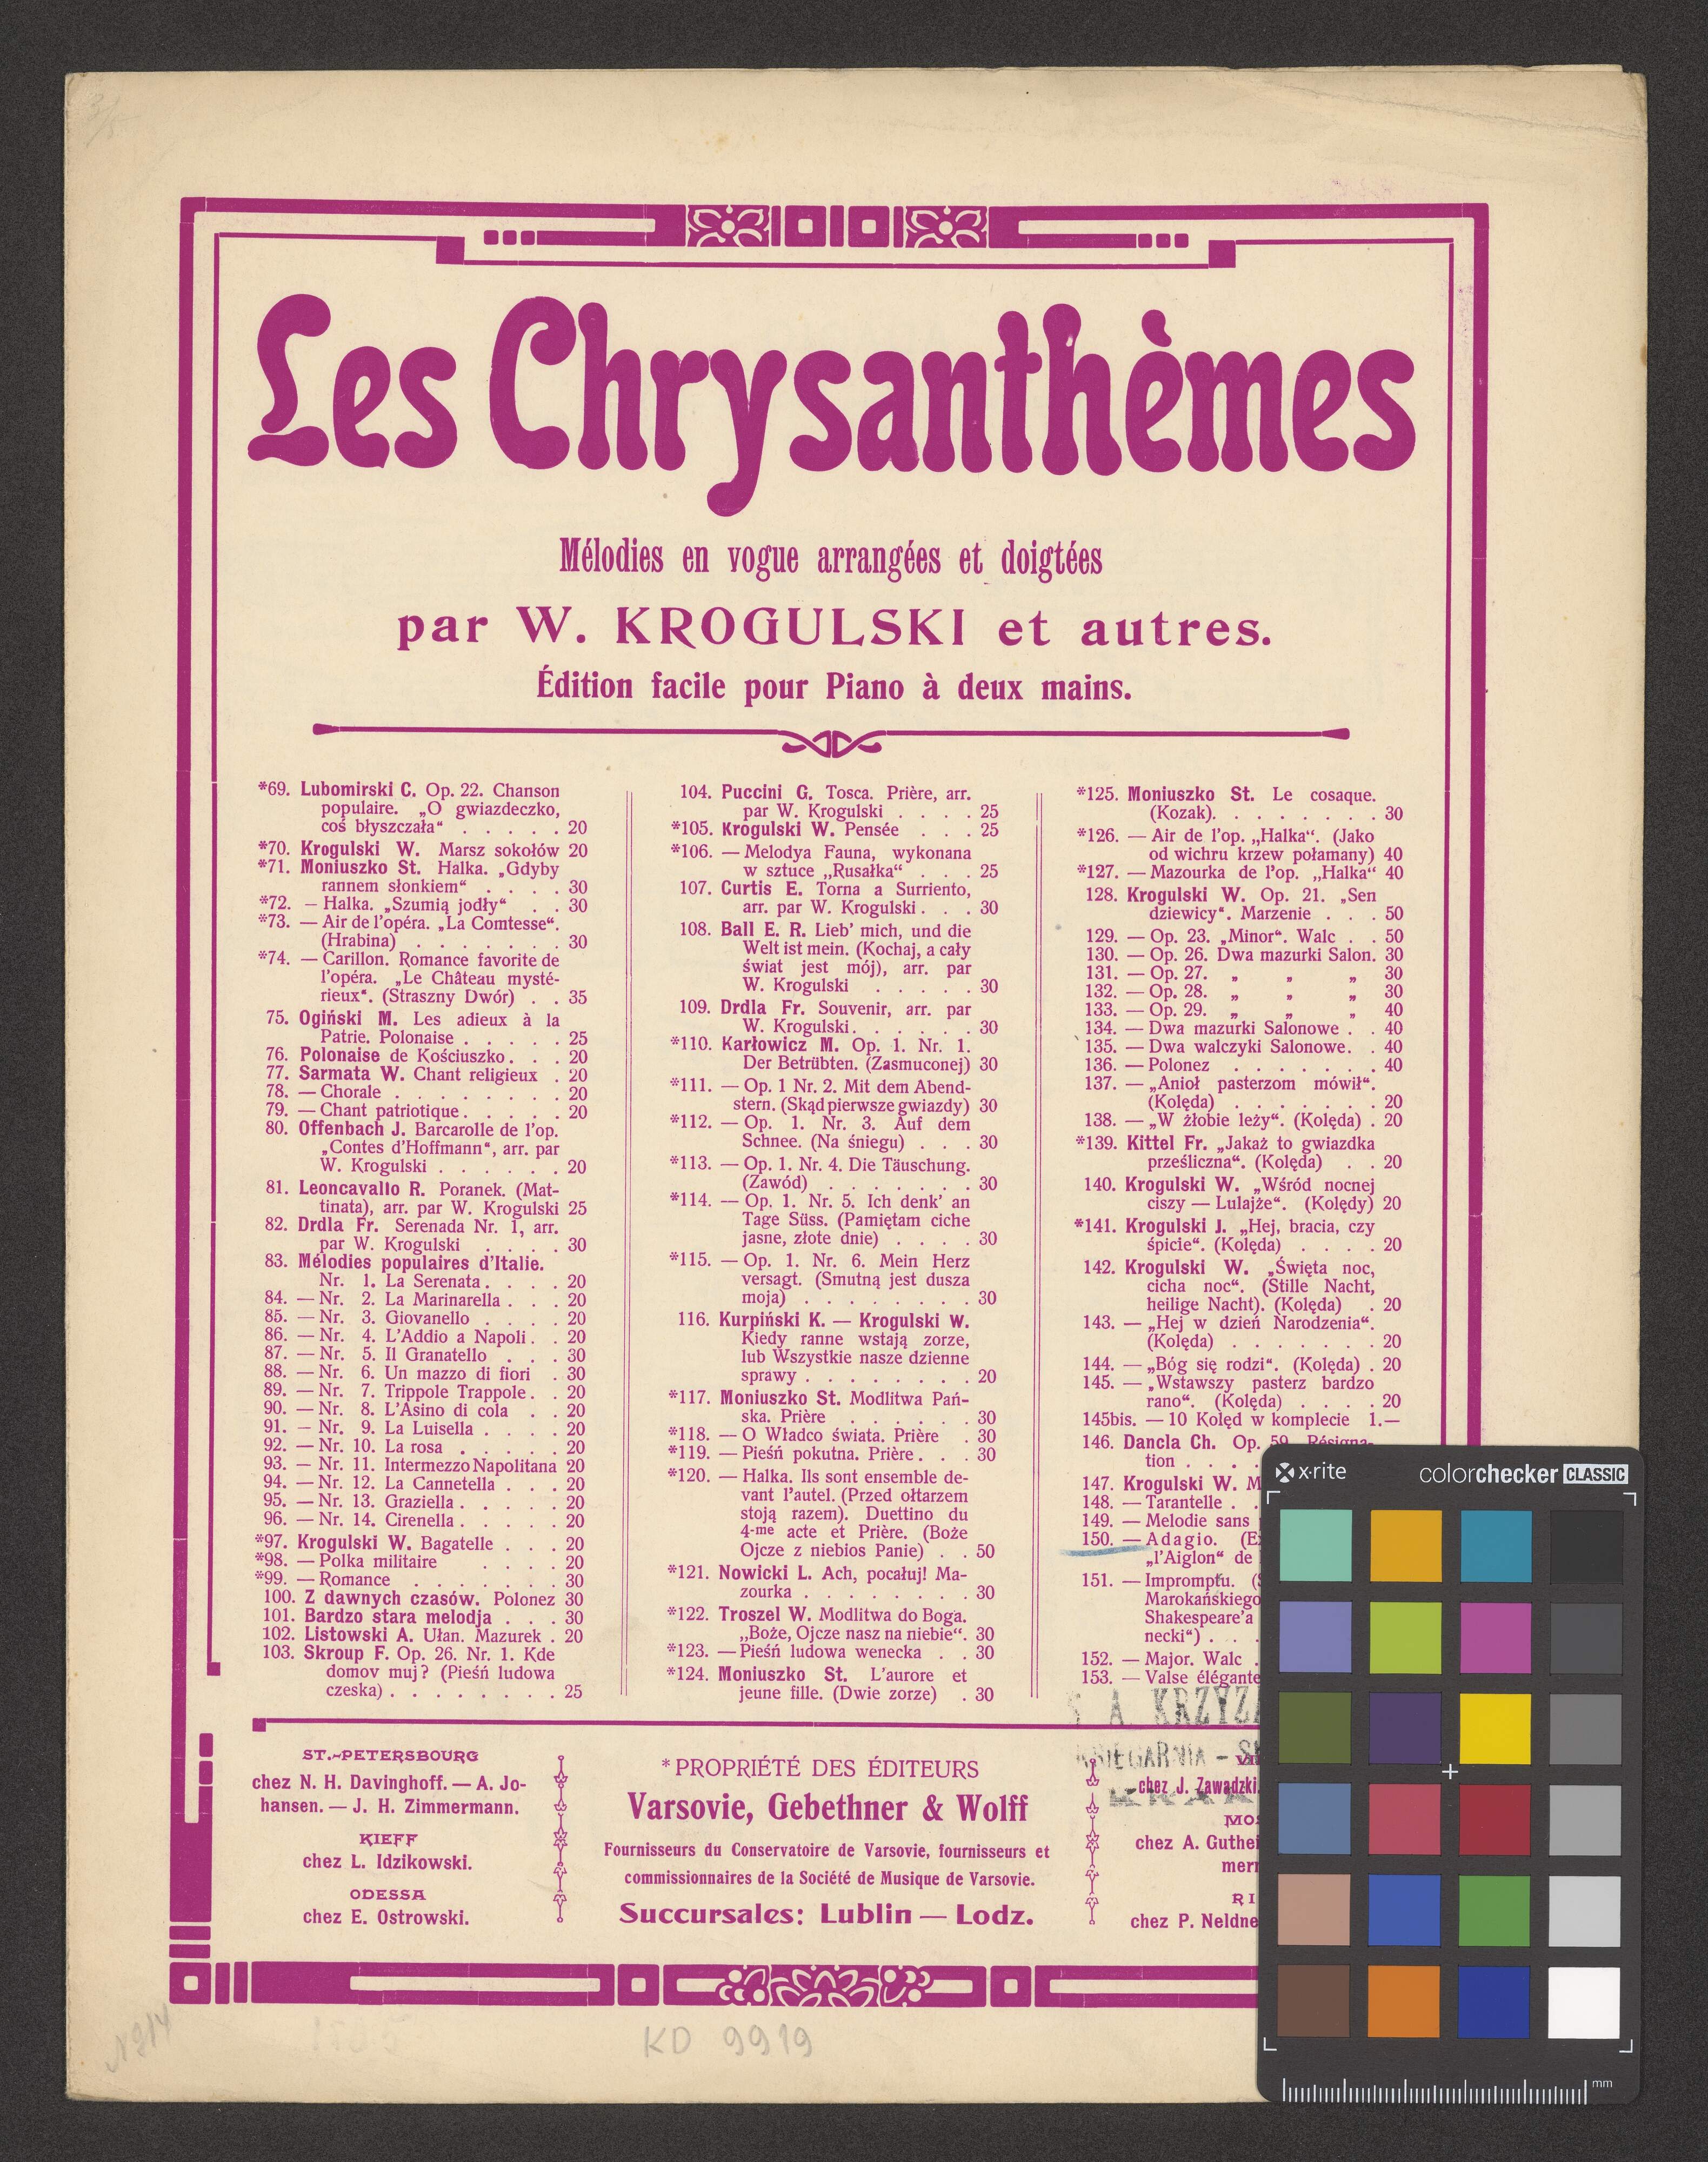 Les Chrysanthèmes
Mélodies en vogue arrangées et doigtées
par W. KROGULSKI et autres.
Édition facile pour Piano à deux mains.
*69. Lubomirski C. Op. 22. Chanson
populaire. „O gwiazdeczko,
coś błyszczała“ . . . . . 20
*70. Krogulski W. Marsz sokołów 20
*71. Moniuszko St. Halka. „Gdyby
rannem słonkiem“ . . . . 30
*72. — Halka. „Szumią jodły“ . . 30
*73. — Air de l'opéra. „La Comtesse“.
(Hrabina) . . . . . . . 30
*74. — Carillon. Romance favorite de
l'opéra. „Le Château mysté-
rieux“. (Straszny Dwór) . . 35
75. Ogiński M. Les adieux à la
Patrie. Polonaise . . . . . 25
76. Polonaise de Kościuszko. . . 20
77. Sarmata W. Chant religieux . 20
78. — Chorale . . . . . . . . 20
79. — Chant patriotique . . . . . 20
80. Offenbach J. Barcarolle de l'op.
„Contes d'Hoffmann“, arr. par
W. Krogulski . . . . . . 20
81. Leoncavallo R. Poranek. (Mat-
tinata), arr. par W. Krogulski 25
82. Drdla Fr. Serenada Nr. 1, arr.
par W. Krogulski . . . . 30
83. Mélodies populaires d'Italie.
Nr. 1. La Serenata . . . . 20
84. — Nr. 2. La Marinarella . . . 20
85. — Nr. 3. Giovanello . . . . 20
86. — Nr. 4. L'Addio a Napoli . . 20
87. — Nr. 5. Il Granatello . . . 30
88. — Nr. 6. Un mazzo di fiori . 30
89. — Nr. 7. Trippole Trappole . . 20
90. — Nr. 8. L'Asino di cola . . 20
91. — Nr. 9. La Luisella . . . . 20
92. — Nr. 10. La rosa . . . . . 20
93. — Nr. 11. Intermezzo Napolitana 20
94. — Nr. 12. La Cannetella . . . 20
95. — Nr. 13. Graziella . . . . . 20
96. — Nr. 14. Cirenella . . . . . 20
*97. Krogulski W. Bagatelle . . . 20
*98. — Polka militaire . . . . 20
*99. — Romance . . . . . . . 30
100. Z dawnych czasów. Polonez 30
101. Bardzo stara melodja . . . 30
102. Listowski A. Ułan. Mazurek . 20
103. Skroup F. Op. 26. Nr. 1. Kde
domov muj? (Pieśń ludowa
czeska) . . . . . . . . 25
104. Puccini G. Tosca. Prière, arr.
par W. Krogulski . . . . 25
*105. Krogulski W. Pensée . . . 25
*106. — Melodya Fauna, wykonana
w sztuce „Rusałka“ . . . 25
107. Curtis E. Torna a Surriento,
arr. par W. Krogulski . . . 30
108. Ball E. R. Lieb' mich, und die
Welt ist mein. (Kochaj, a cały
świat jest mój), arr. par
W. Krogulski . . . . . 30
109. Drdla Fr. Souvenir, arr. par
W. Krogulski . . . . . . 30
*110. Karłowicz M. Op. 1. Nr. 1.
Der Betrübten. (Zasmuconej) 30
*111. — Op. 1 Nr. 2. Mit dem Abend-
stern. (Skąd pierwsze gwiazdy) 30
*112. — Op. 1. Nr. 3. Auf dem
Schnee. (Na śniegu) . . . 30
*113. — Op. 1. Nr. 4. Die Täuschung.
(Zawód) . . . . . . . 30
*114. — Op. 1. Nr. 5. Ich denk' an
Tage Süss. (Pamiętam ciche
jasne, złote dnie) . . . . 30
*115. — Op. 1. Nr. 6. Mein Herz
versagt. (Smutną jest dusza
moja) . . . . . . . . 30
116. Kurpiński K. — Krogulski W.
Kiedy ranne wstają zorze,
lub Wszystkie nasze dzienne
sprawy . . . . . . . . 20
*117. Moniuszko St. Modlitwa Pań-
ska. Prière . . . . . . 30
*118. — O Władco świata. Prière . 30
*119. — Pieśń pokutna. Prière . . . 30
*120. — Halka. Ils sont ensemble de-
vant l'autel. (Przed ołtarzem
stoją razem). Duettino du
4-me acte et Prière. (Boże
Ojcze z niebios Panie) . . 50
*121. Nowicki L. Ach, pocałuj! Ma-
zourka . . . . . . . . 30
*122. Troszel W. Modlitwa do Boga.
„Boże, Ojcze nasz na niebie“. 30
*123. — Pieśń ludowa wenecka . . 30
*124. Moniuszko St. L'aurore et
jeune fille. (Dwie zorze) . 30
*125. Moniuszko St. Le cosaque.
(Kozak). . . . . . . . 30
*126. — Air de l'op. „Halka“. (Jako
od wichru krzew połamany) 40
*127. — Mazourka de l'op. „Halka“ 40
128. Krogulski W. Op. 21. „Sen
dziewicy“. Marzenie . . . 50
129. — Op. 23. „Minor“. Walc . . 50
130. — Op. 26. Dwa mazurki Salon. 30
131. — Op. 27. „ „ „ 30
132. — Op. 28. „ „ „ 30
133. — Op. 29. „ „ „ 40
134. — Dwa mazurki Salonowe . . 40
135. — Dwa walczyki Salonowe. . 40
136. — Polonez . . . . . . . 40
137. — „Anioł pasterzom mówił“.
(Kolęda) . . . . . . . 20
138. — „W żłobie leży“. (Kolęda) . 20
*139. Kittel Fr. „Jakaż to gwiazdka
prześliczna“. (Kolęda) . . 20
140. Krogulski W. „Wśród nocnej
ciszy — Lulajże“. (Kolędy) 20
*141. Krogulski J. „Hej, bracia, czy
śpicie“. (Kolęda) . . . . 20
142. Krogulski W. „Święta noc,
cicha noc“. (Stille Nacht,
heilige Nacht). (Kolęda) . 20
143. — „Hej w dzień Narodzenia“.
(Kolęda) . . . . . . . 20
144. — „Bóg się rodzi“. (Kolęda) . 20
145. — „Wstawszy pasterz bardzo
rano“. (Kolęda) . . . . 20
145bis. — 10 Kolęd w komplecie 1.—
146. Dancla Ch. Op. 59. Résigna-
tion . . . .
147. Krogulski W. M
148. — Tarantelle . .
149. — Melodie sans
150. — Adagio. (E
„l'Aiglon“ de
151. — Impromptu. (
Marokańskiego
Shakespeare'a
necki“) . . .
152. — Major. Walc .
153. — Valse élégante
S. A. KRZYŻA
KSIĘGARNIA - S
ST.-PETERSBOURG
chez N. H. Davinghoff. — A. Jo-
hansen. — J. H. Zimmermann.
KIEFF
chez L. Idzikowski.
ODESSA
chez E. Ostrowski.
* PROPRIÉTÉ DES ÉDITEURS
Varsovie, Gebethner & Wolff
Fournisseurs du Conservatoire de Varsovie, fournisseurs et
commissionnaires de la Société de Musique de Varsovie.
Succursales: Lublin — Lodz.
chez J. Zawadzki.
MOS
chez A. Guthei
mer
RI
chez P. Neldne
KD 9919
x·rite colorchecker CLASSIC
mm